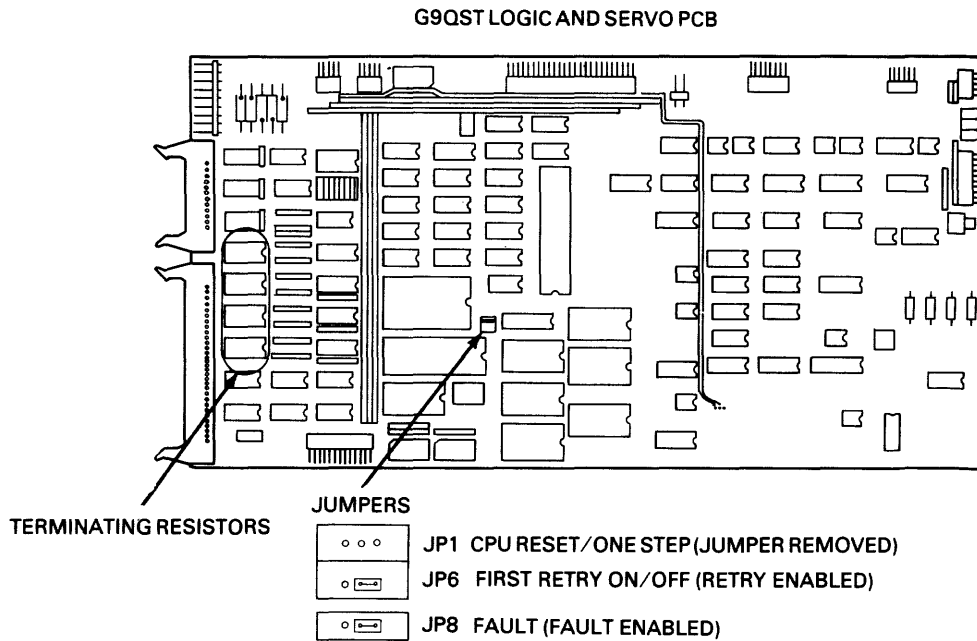 G9QST LOGIC AND SERVO PCB
TERMINATING RESISTORS
JUMPERS
JP1 CPU RESET/ONE STEP (JUMPER REMOVED)
JP6 FIRST RETRY ON/OFF (RETRY ENABLED)
JP8 FAULT (FAULT ENABLED)